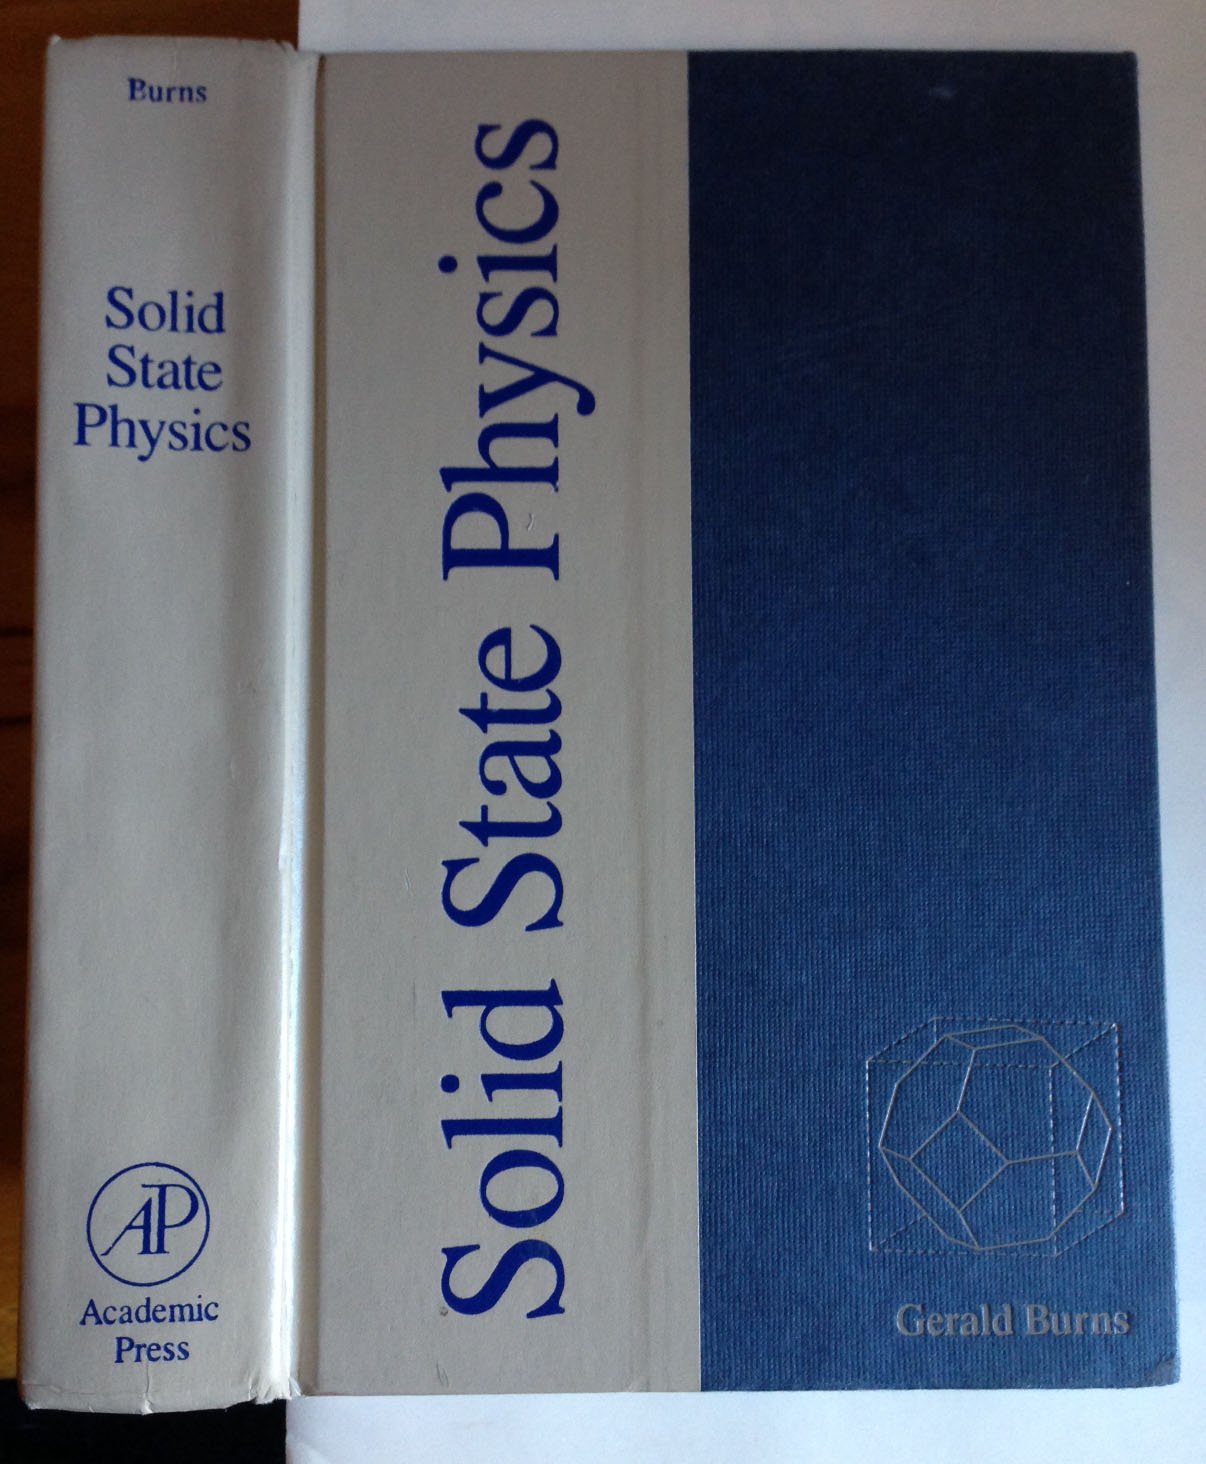 Burns
Solid
State
Physics
AP
Academic
Press
Solid State Physics
Gerald Burns